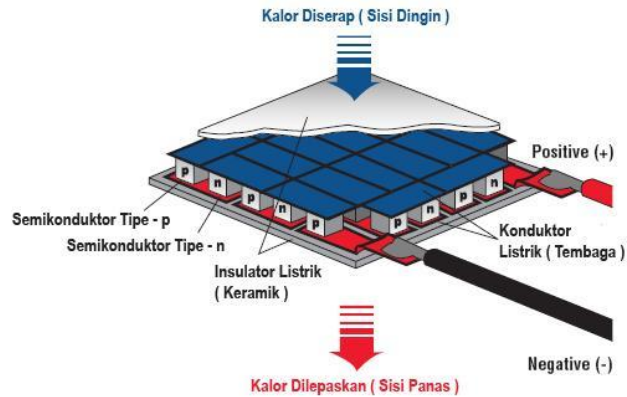 Kalor Diserap ( Sisi Dingin )
Positive (+)
p
n
p
n
p
p
n
p
n
Semikonduktor Tipe - p
Semikonduktor Tipe - n
Insulator Listrik
( Keramik )
Konduktor
Listrik ( Tembaga )
Negative (-)
Kalor Dilepaskan ( Sisi Panas )